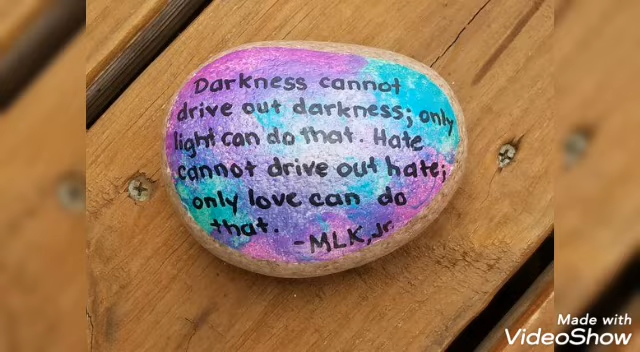 Darkness cannot
drive out darkness; only
light can do that. Hate
cannot drive out hate;
only love can do
that. -MLK, Jr.
Made with
VideoShow